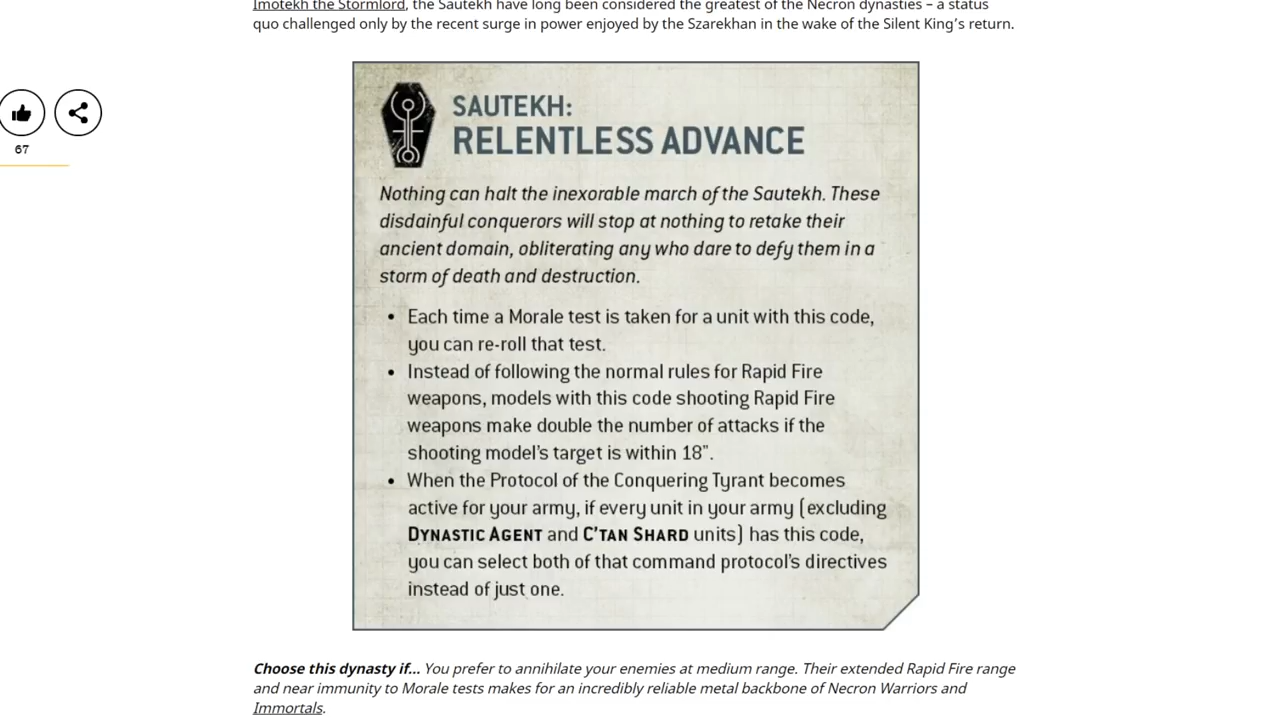 Imotekh the Stormlord, the Sautekh have long been considered the greatest of the Necron dynasties – a status
quo challenged only by the recent surge in power enjoyed by the Szarekhan in the wake of the Silent King's return.
67
SAUTEKH:
RELENTLESS ADVANCE
Nothing can halt the inexorable march of the Sautekh. These
disdainful conquerors will stop at nothing to retake their
ancient domain, obliterating any who dare to defy them in a
storm of death and destruction.
• Each time a Morale test is taken for a unit with this code,
you can re-roll that test.
• Instead of following the normal rules for Rapid Fire
weapons, models with this code shooting Rapid Fire
weapons make double the number of attacks if the
shooting model's target is within 18".
• When the Protocol of the Conquering Tyrant becomes
active for your army, if every unit in your army (excluding
DYNASTIC AGENT and C'TAN SHARD units) has this code,
you can select both of that command protocol's directives
instead of just one.
Choose this dynasty if... You prefer to annihilate your enemies at medium range. Their extended Rapid Fire range
and near immunity to Morale tests makes for an incredibly reliable metal backbone of Necron Warriors and
Immortals.